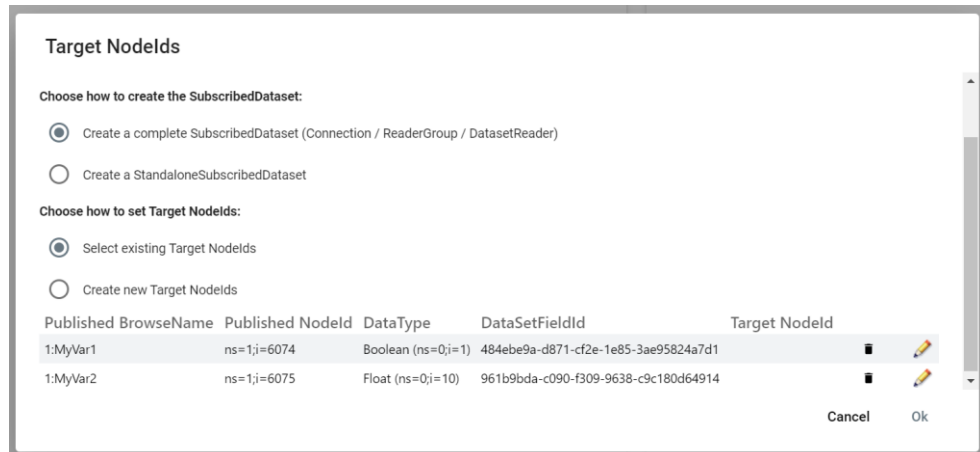 Target NodeIds
Choose how to create the SubscribedDataset:
Create a complete SubscribedDataset (Connection / ReaderGroup / DatasetReader)
Create a StandaloneSubscribedDataset
Choose how to set Target NodeIds:
Select existing Target NodeIds
Create new Target NodeIds
Published BrowseName Published NodeId DataType DataSetFieldId Target NodeId
1:MyVar1 ns=1;i=6074 Boolean (ns=0;i=1) 484ebe9a-d871-cf2e-1e85-3ae95824a7d1
1:MyVar2 ns=1;i=6075 Float (ns=0;i=10) 961b9bda-c090-f309-9638-c9c180d64914
Cancel Ok